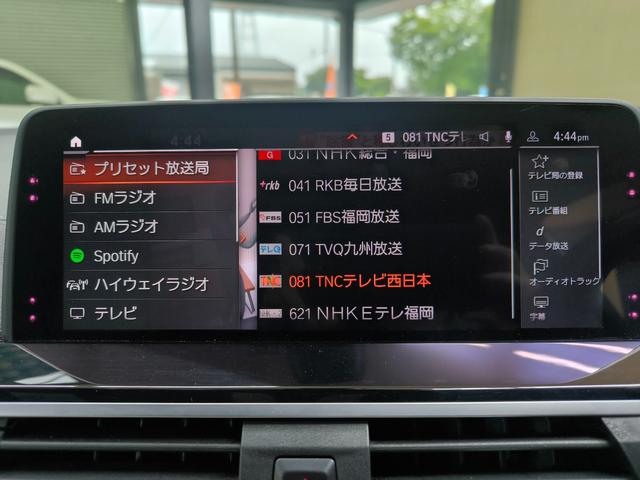 5 081 TNCテレ 4:44pm
プリセット放送局
FMラジオ
AMラジオ
Spotify
ハイウェイラジオ
テレビ
G 031 NHK総合・福岡
rkb 041 RKB毎日放送
FBS 051 FBS福岡放送
テレQ 071 TVQ九州放送
TNC 081 TNCテレビ西日本
621 NHKEテレ福岡
テレビ局の登録
テレビ番組
d
データ放送
オーディオトラック
字幕